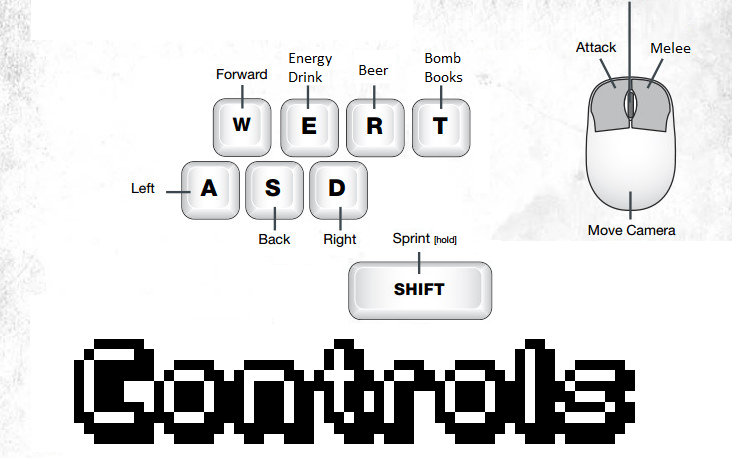 Attack Melee
Energy
Drink
Bomb
Books
Forward
Beer
W E R T
Left
A S D
Back Right
Sprint [hold]
Move Camera
SHIFT
Controls